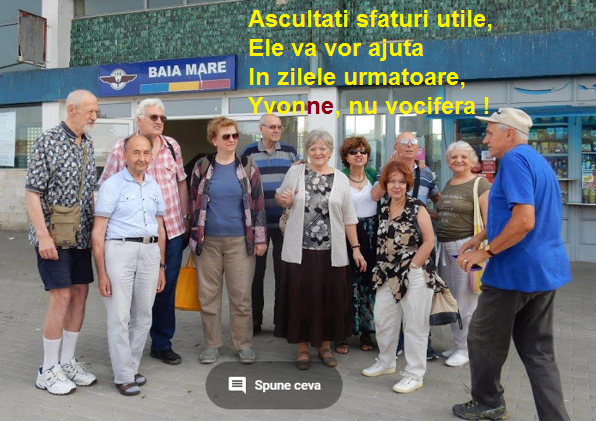 Ascultati sfaturi utile,
Ele va vor ajuta
In zilele urmatoare,
Yvonne, nu vocifera !
BAIA MARE
Spune ceva